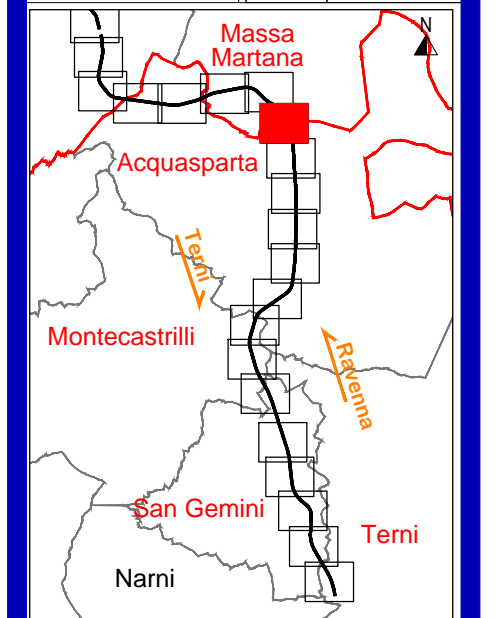 N
Massa
Martana
Acquasparta
Terni
Montecastrilli
Ravenna
San Gemini
Terni
Narni